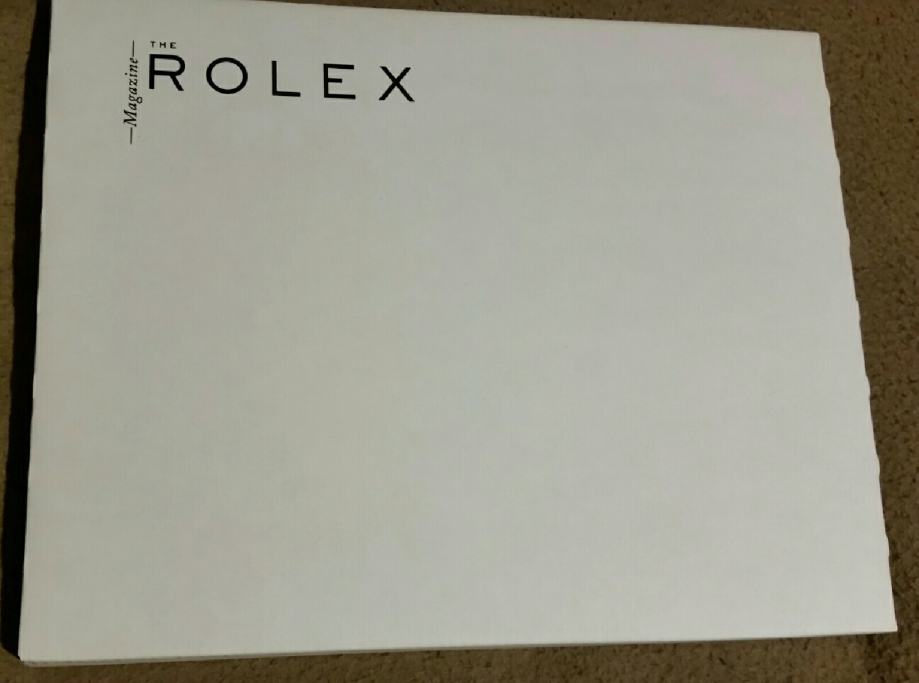 THE
ROLEX
—Magazine—